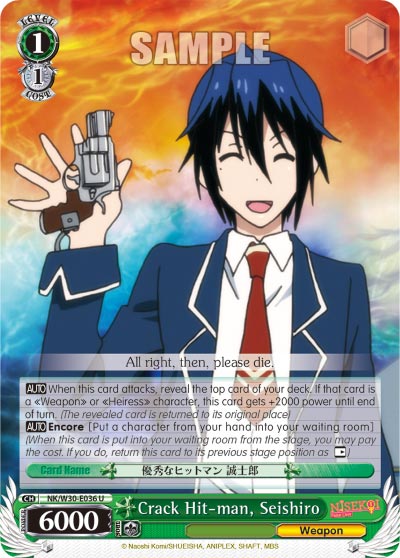 LEVEL
1
1
COST
SAMPLE
All right, then, please die.
AUTO When this card attacks, reveal the top card of your deck. If that card is
a «Weapon» or «Heiress» character, this card gets +2000 power until end
of turn. (The revealed card is returned to its original place)
AUTO Encore [Put a character from your hand into your waiting room]
(When this card is put into your waiting room from the stage, you may pay
the cost. If you do, return this card to its previous stage position as )
Card Name 優秀なヒットマン 誠士郎
CH NK/W30-E036 U
Crack Hit-man, Seishiro
NISEKOI
POWER
6000
SOUL
Weapon
© Naoshi Komi/SHUEISHA, ANIPLEX, SHAFT, MBS